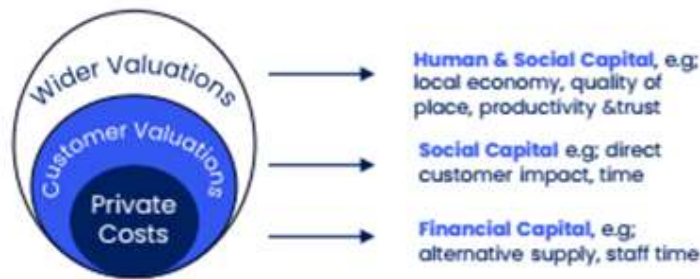 Wider Valuations
Customer Valuations
Private
Costs
Human & Social Capital, e.g;
local economy, quality of
place, productivity &trust
Social Capital e.g; direct
customer impact, time
Financial Capital, e.g;
alternative supply, staff time